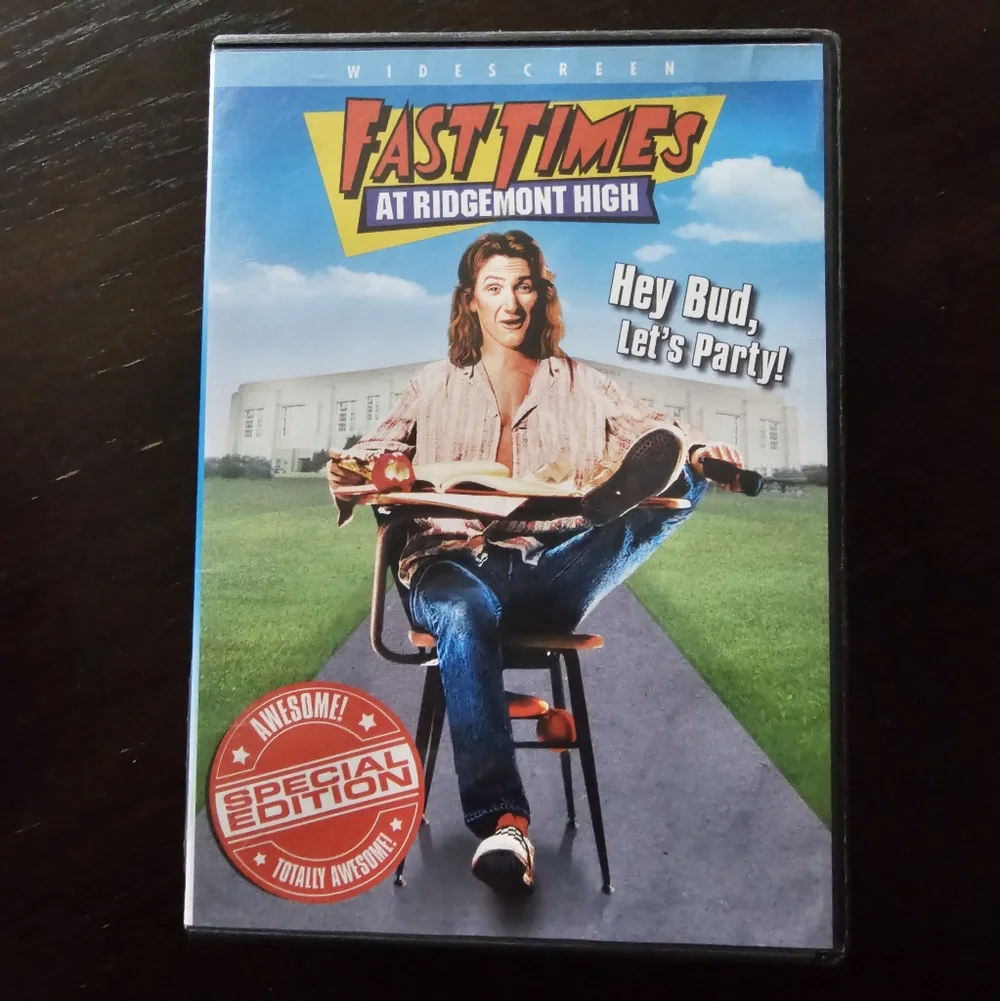 WIDESCREEN
FAST TIMES
AT RIDGEMONT HIGH
Hey Bud,
Let's Party!
AWESOME!
SPECIAL
EDITION
TOTALLY AWESOME!